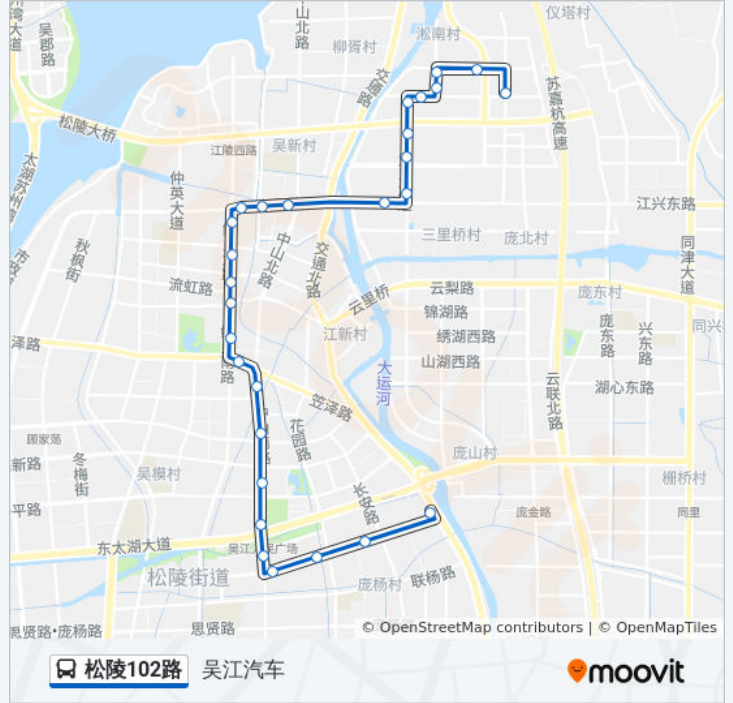 仪塔村
山北路
吴郡路
湾大道
淞南村
柳胥村
交通路
苏嘉杭高速
松陵大桥
江陵西路
吴新村
太湖苏州湾
仲英大道
江兴东路
三里桥村
庞北村
中山北路
交通北路
秋枫街
同津大道
流虹路
云里桥
云梨路
庞东村
锦湖路
庞东路
兴东路
同兴
江新村
绣湖西路
泽路
山湖西路
大运河
云联北路
湖心东路
笠泽路
花园路
顾家荡
庞山村
新路
冬梅街
吴模村
栅桥村
长安路
平路
庞金路
同里
东太湖大道
松陵街道
庞杨村
联杨路
思贤路•庞杨路
思贤路
© OpenStreetMap contributors | © OpenMapTiles
松陵102路 吴江汽车
moovit